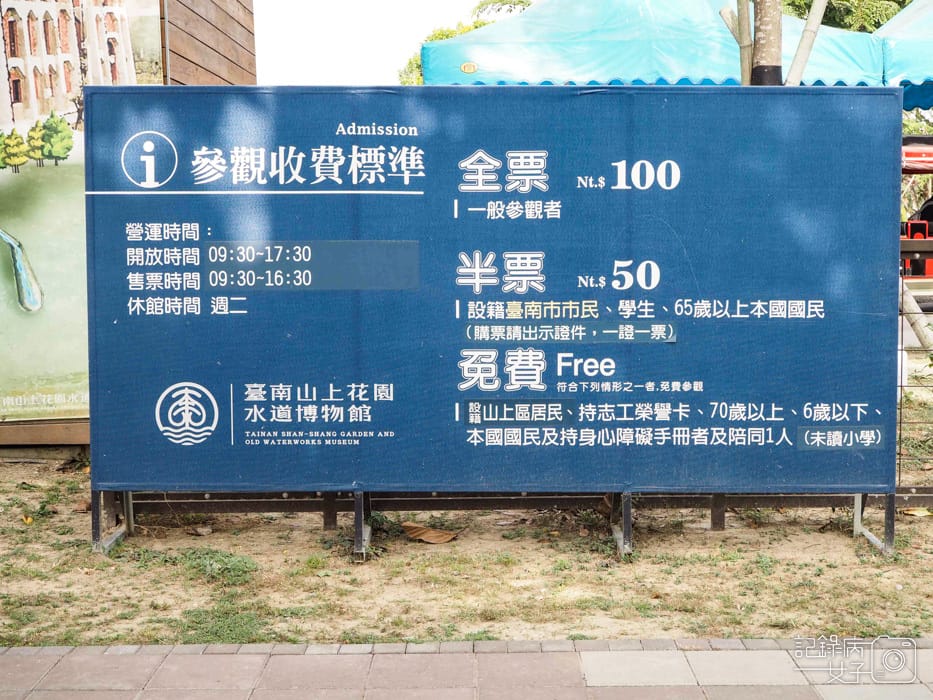 Admission
參觀收費標準
營運時間：
開放時間 09:30~17:30
售票時間 09:30~16:30
休館時間 週二
臺南山上花園
水道博物館
TAINAN SHAN-SHANG GARDEN AND
OLD WATERWORKS MUSEUM
全票 Nt.$ 100
一般參觀者
半票 Nt.$ 50
設籍臺南市市民、學生、65歲以上本國國民
（購票請出示證件，一證一票）
免費 Free
符合下列情形之一者,免費參觀
設籍山上區居民、持志工榮譽卡、70歲以上、6歲以下、
本國國民及持身心障礙手冊者及陪同1人（未讀小學）
南山上花園水道
記錄病
女子